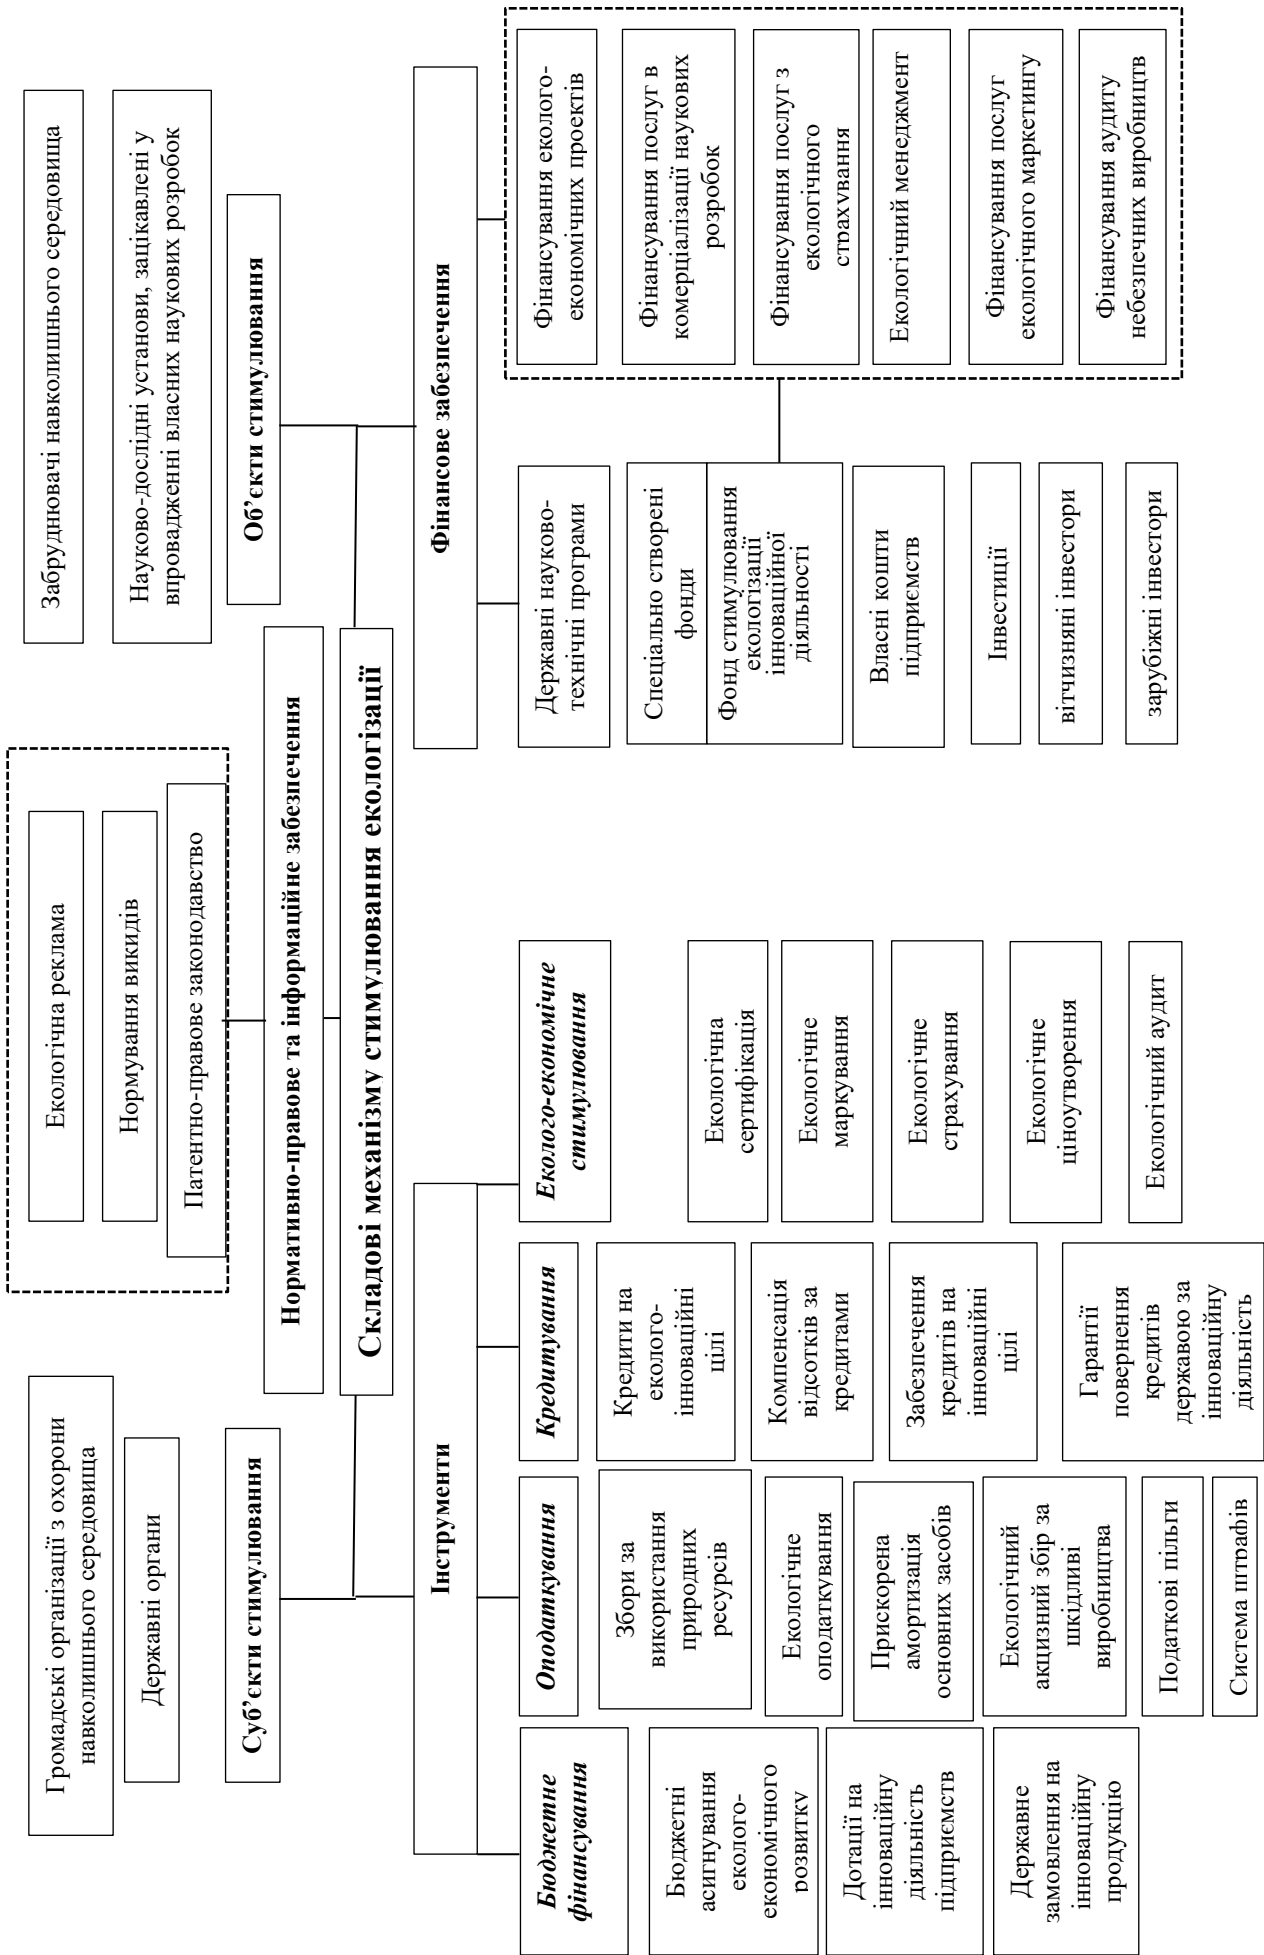 Громадські організації з охорони
навколишнього середовища
Державні органи
Суб’єкти стимулювання
Екологічна реклама
Нормування викидів
Патентно-правове законодавство
Нормативно-правове та інформаційне забезпечення
Забруднювачі навколишнього середовища
Науково-дослідні установи, зацікавлені у
впровадженні власних наукових розробок
Об’єкти стимулювання
Складові механізму стимулювання екологізації
Інструменти
Бюджетне
фінансування
Бюджетні
асигнування
еколого-
економічного
розвитку
Дотації на
інноваційну
діяльність
підприємств
Державне
замовлення на
інноваційну
продукцію
Оподаткування
Збори за
використання
природних
ресурсів
Екологічне
оподаткування
Прискорена
амортизація
основних засобів
Екологічний
акцизний збір за
шкідливі
виробництва
Податкові пільги
Система штрафів
Кредитування
Кредити на
еколого-
інноваційні
цілі
Компенсація
відсотків за
кредитами
Забезпечення
кредитів на
інноваційні
цілі
Гарантії
повернення
кредитів
державою за
інноваційну
діяльність
Еколого-економічне
стимулювання
Екологічна
сертифікація
Екологічне
маркування
Екологічне
страхування
Екологічне
ціноутворення
Екологічний аудит
Фінансове забезпечення
Державні науково-
технічні програми
Спеціально створені
фонди
Фонд стимулювання
екологізації
інноваційної
діяльності
Власні кошти
підприємств
Інвестиції
вітчизняні інвестори
зарубіжні інвестори
Фінансування еколого-
економічних проектів
Фінансування послуг в
комерціалізації наукових
розробок
Фінансування послуг з
екологічного
страхування
Екологічний менеджмент
Фінансування послуг
екологічного маркетингу
Фінансування аудиту
небезпечних виробництв